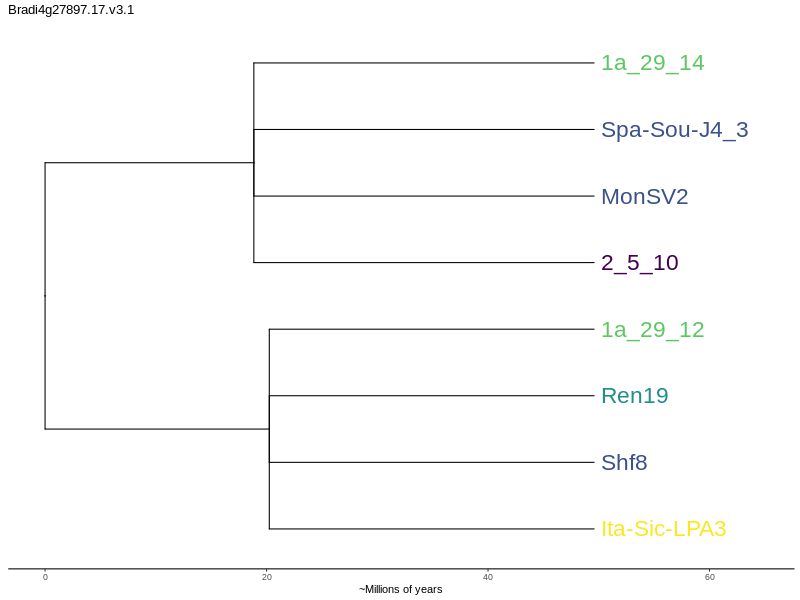 Bradi4g27897.17.v3.1
1a_29_14
Spa-Sou-J4_3
MonSV2
2_5_10
1a_29_12
Ren19
Shf8
Ita-Sic-LPA3
0 20 40 60
~Millions of years